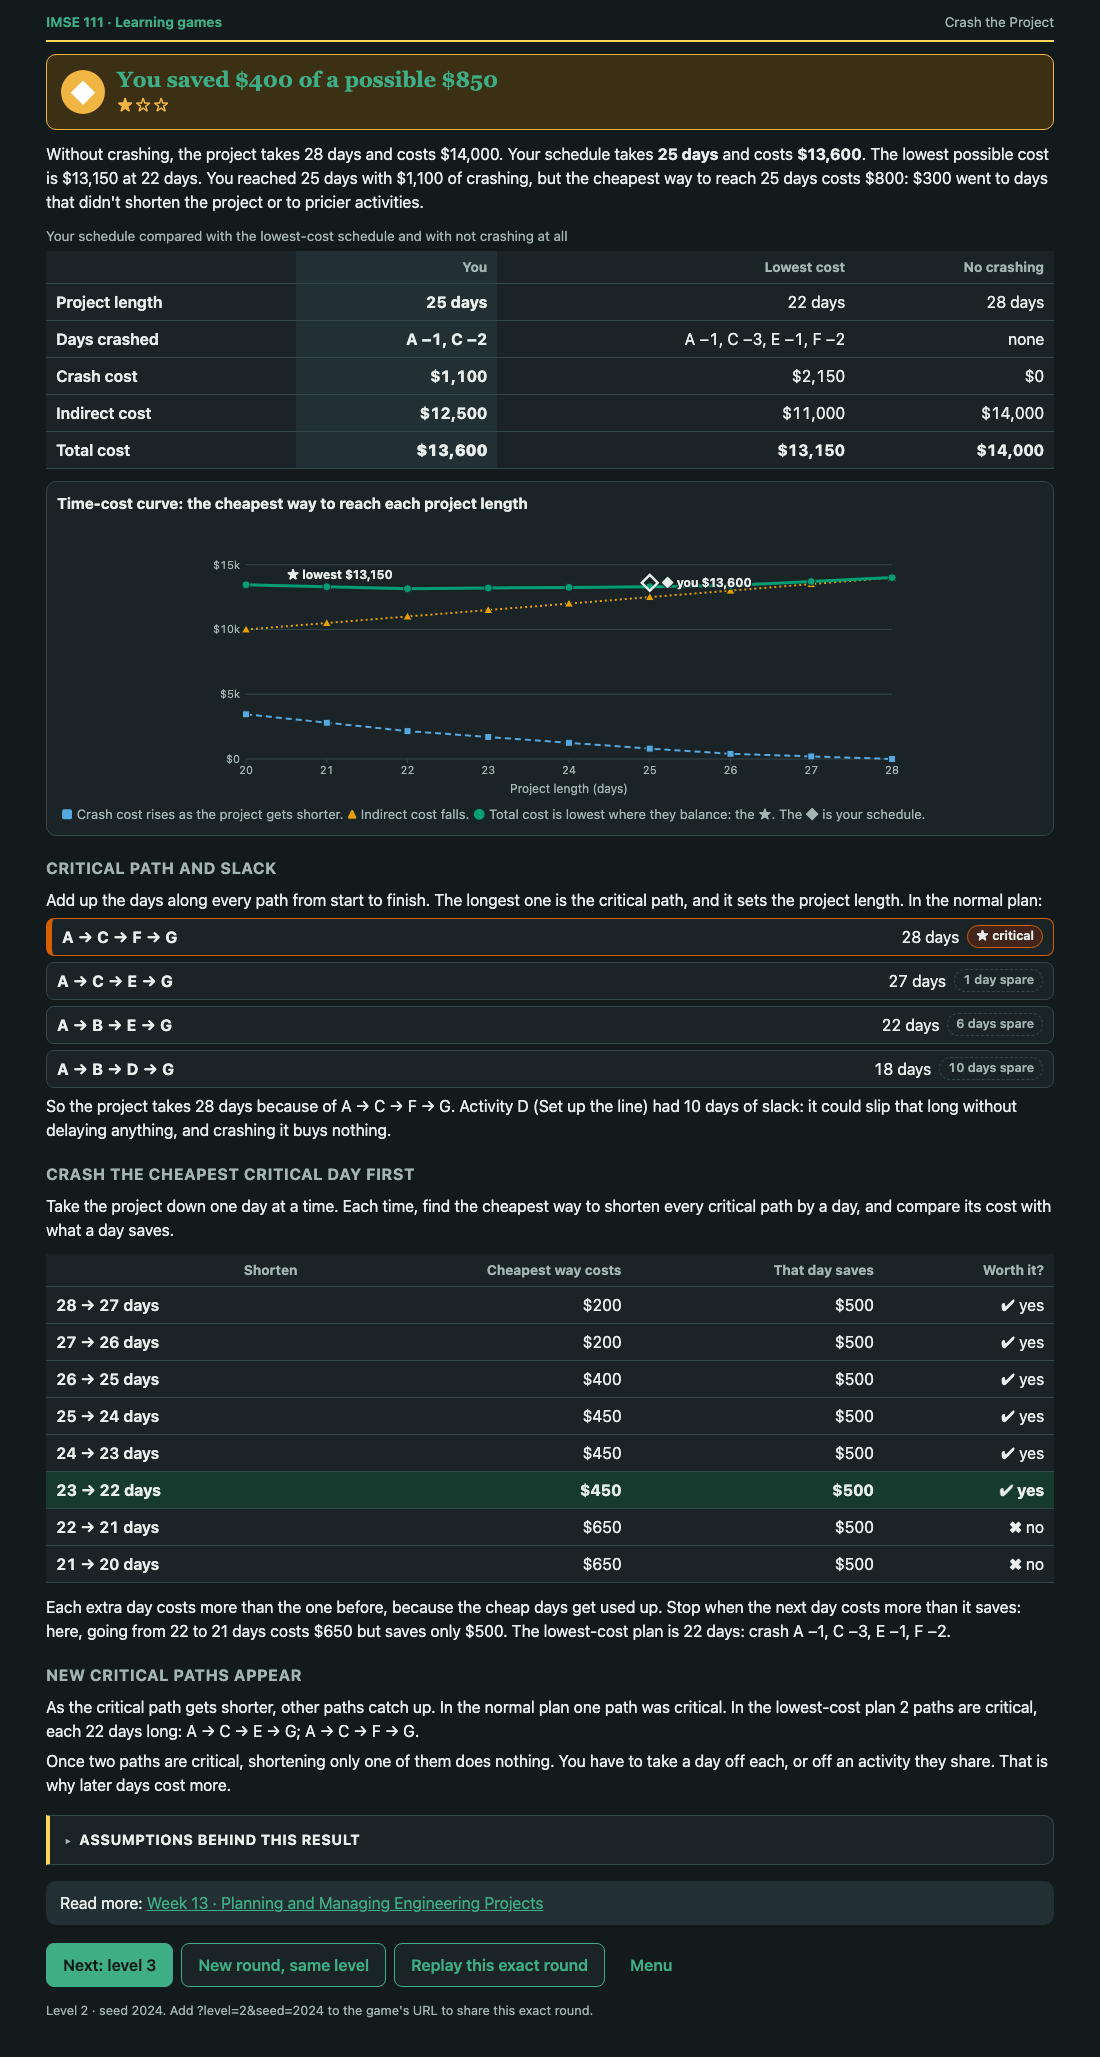 IMSE 111 · Learning games
Crash the Project
You saved $400 of a possible $850
★☆☆
Without crashing, the project takes 28 days and costs $14,000. Your schedule takes 25 days and costs $13,600. The lowest possible cost
is $13,150 at 22 days. You reached 25 days with $1,100 of crashing, but the cheapest way to reach 25 days costs $800: $300 went to days
that didn't shorten the project or to pricier activities.
Your schedule compared with the lowest-cost schedule and with not crashing at all
You Lowest cost No crashing
Project length 25 days 22 days 28 days
Days crashed A −1, C −2 A −1, C −3, E −1, F −2 none
Crash cost $1,100 $2,150 $0
Indirect cost $12,500 $11,000 $14,000
Total cost $13,600 $13,150 $14,000
Time-cost curve: the cheapest way to reach each project length
$15k
★ lowest $13,150
◆ you $13,600
$10k
$5k
$0
20 21 22 23 24 25 26 27 28
Project length (days)
■ Crash cost rises as the project gets shorter. ▲ Indirect cost falls. ● Total cost is lowest where they balance: the ★. The ◆ is your schedule.
CRITICAL PATH AND SLACK
Add up the days along every path from start to finish. The longest one is the critical path, and it sets the project length. In the normal plan:
A → C → F → G 28 days ★ critical
A → C → E → G 27 days 1 day spare
A → B → E → G 22 days 6 days spare
A → B → D → G 18 days 10 days spare
So the project takes 28 days because of A → C → F → G. Activity D (Set up the line) had 10 days of slack: it could slip that long without
delaying anything, and crashing it buys nothing.
CRASH THE CHEAPEST CRITICAL DAY FIRST
Take the project down one day at a time. Each time, find the cheapest way to shorten every critical path by a day, and compare its cost with
what a day saves.
Shorten Cheapest way costs That day saves Worth it?
28 → 27 days $200 $500 ✔ yes
27 → 26 days $200 $500 ✔ yes
26 → 25 days $400 $500 ✔ yes
25 → 24 days $450 $500 ✔ yes
24 → 23 days $450 $500 ✔ yes
23 → 22 days $450 $500 ✔ yes
22 → 21 days $650 $500 ✖ no
21 → 20 days $650 $500 ✖ no
Each extra day costs more than the one before, because the cheap days get used up. Stop when the next day costs more than it saves:
here, going from 22 to 21 days costs $650 but saves only $500. The lowest-cost plan is 22 days: crash A −1, C −3, E −1, F −2.
NEW CRITICAL PATHS APPEAR
As the critical path gets shorter, other paths catch up. In the normal plan one path was critical. In the lowest-cost plan 2 paths are critical,
each 22 days long: A → C → E → G; A → C → F → G.
Once two paths are critical, shortening only one of them does nothing. You have to take a day off each, or off an activity they share. That is
why later days cost more.
▸ ASSUMPTIONS BEHIND THIS RESULT
Read more: Week 13 · Planning and Managing Engineering Projects
Next: level 3
New round, same level
Replay this exact round
Menu
Level 2 · seed 2024. Add ?level=2&seed=2024 to the game's URL to share this exact round.